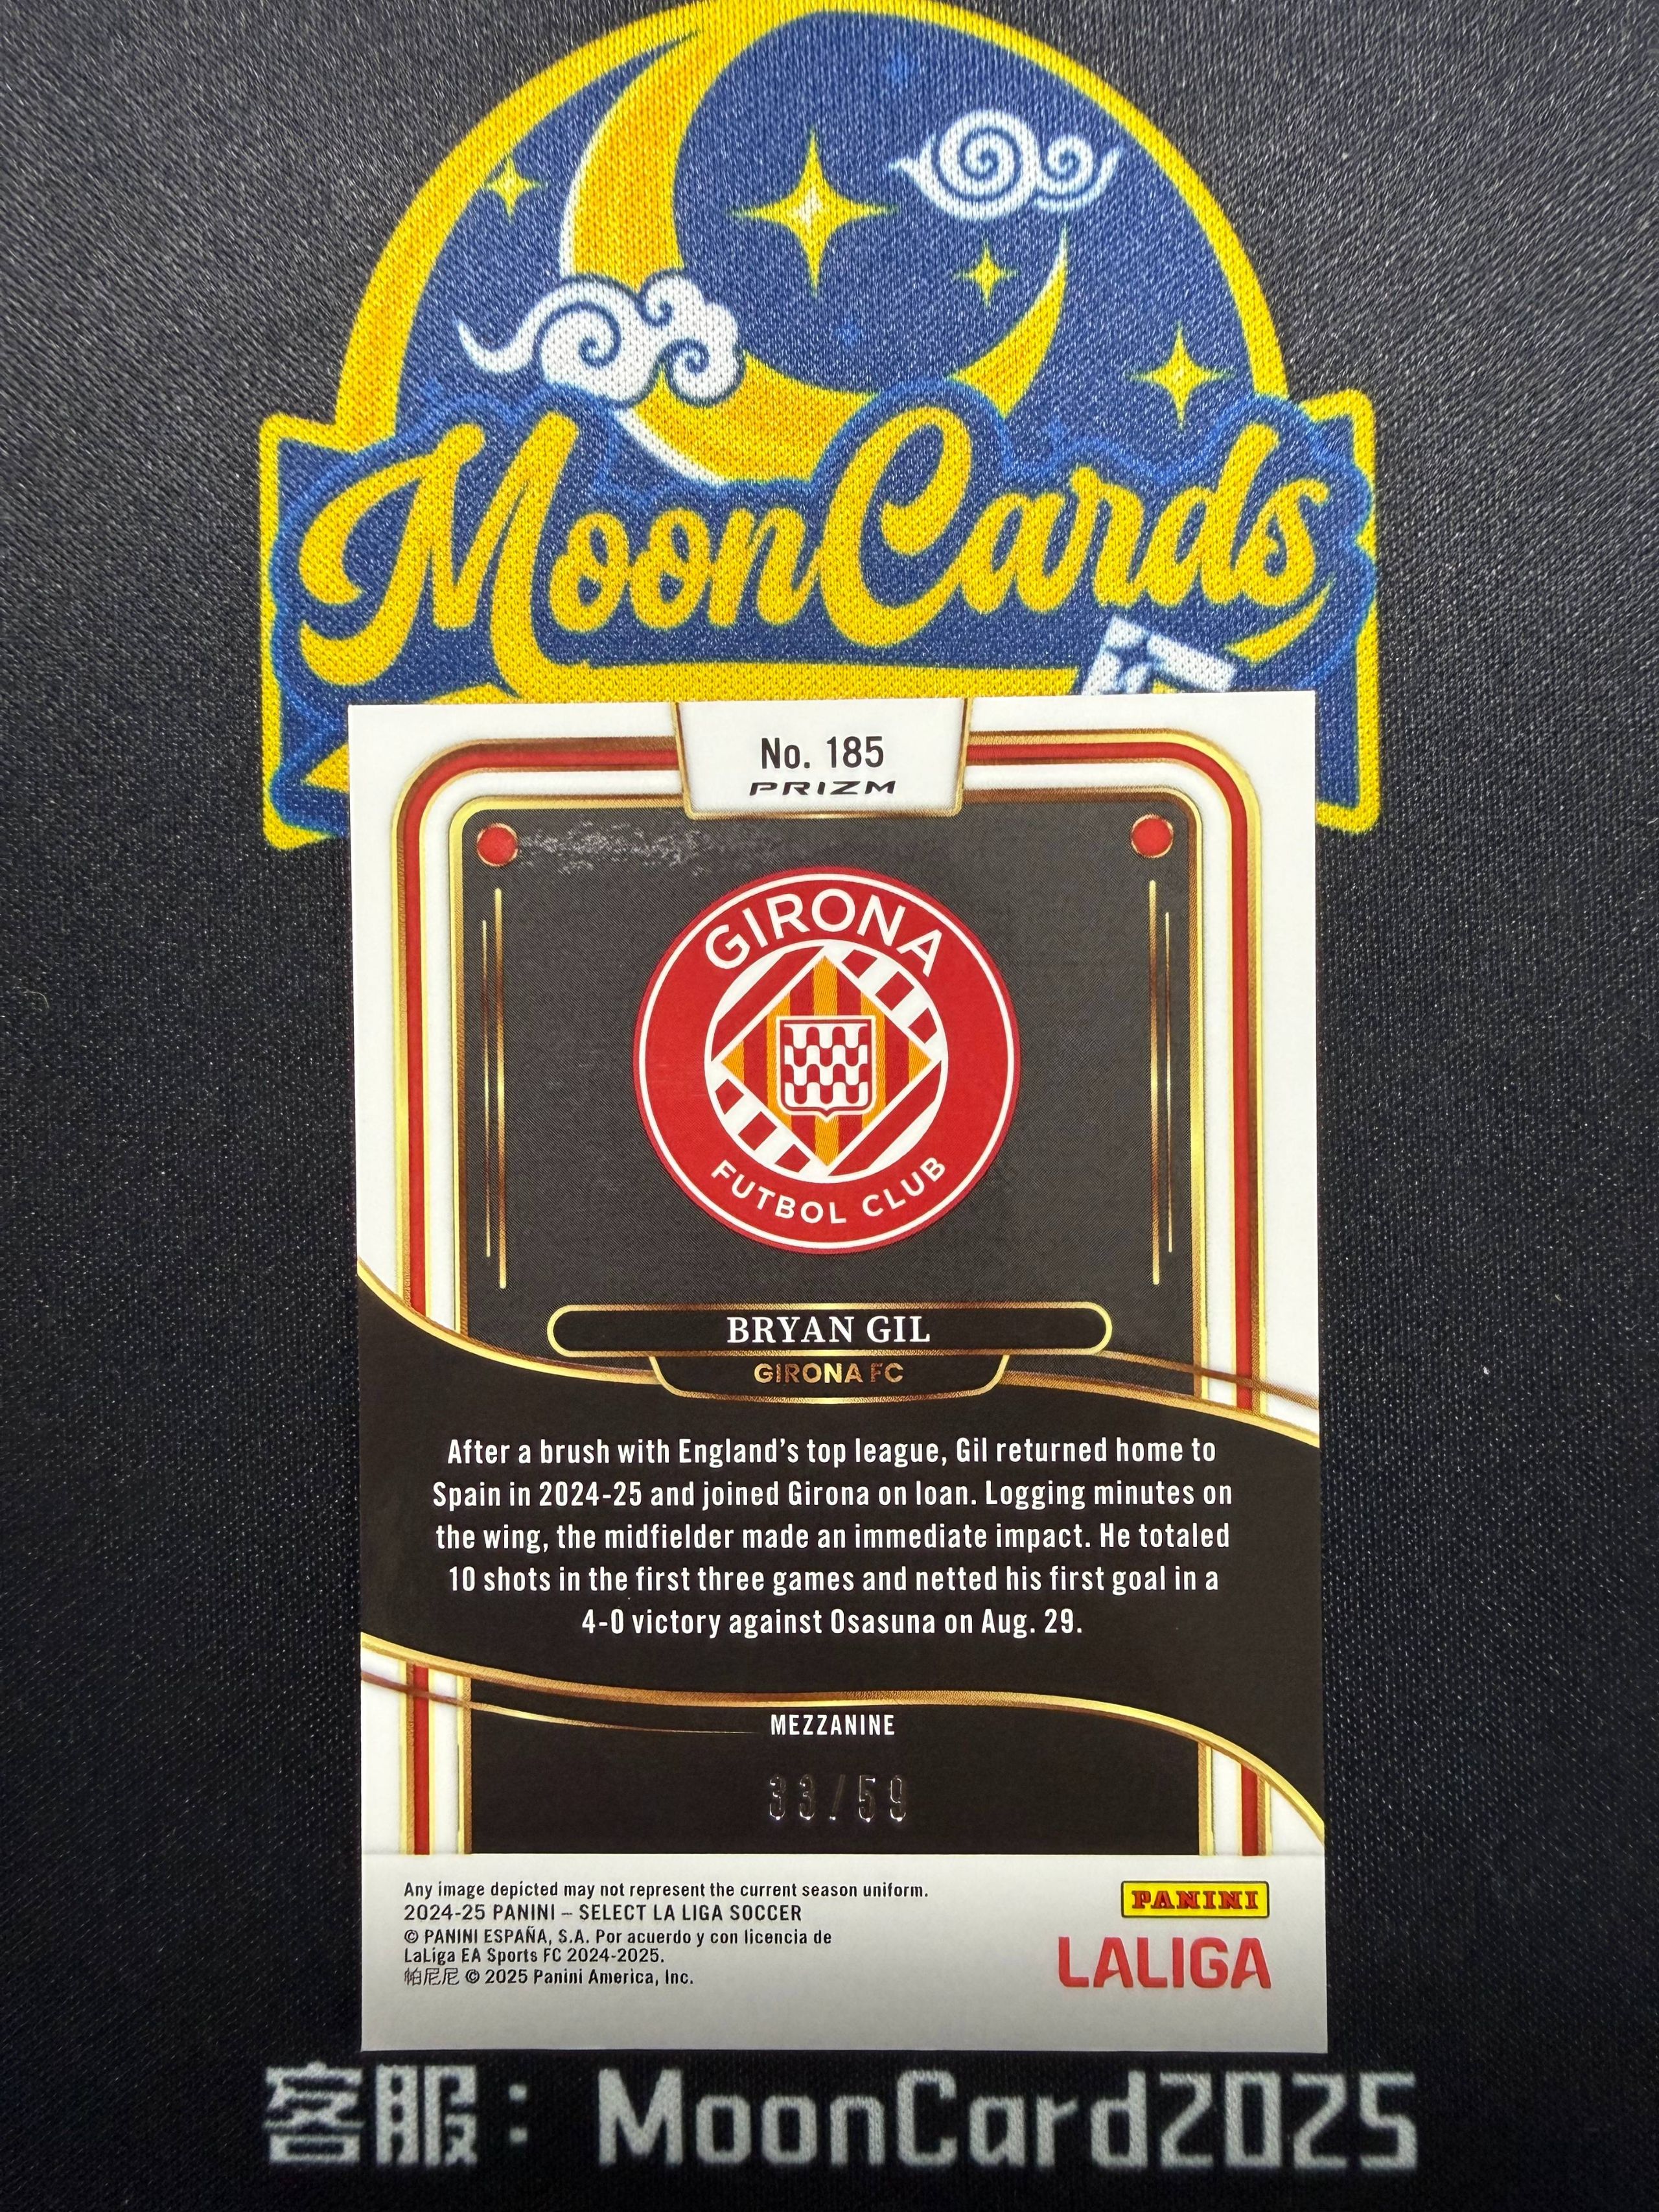 MoonCards
No. 185
PRIZM
GIRONA
FUTBOL CLUB
BRYAN GIL
GIRONA FC
After a brush with England's top league, Gil returned home to
Spain in 2024-25 and joined Girona on loan. Logging minutes on
the wing, the midfielder made an immediate impact. He totaled
10 shots in the first three games and netted his first goal in a
4-0 victory against Osasuna on Aug. 29.
MEZZANINE
33/59
Any image depicted may not represent the current season uniform.
2024-25 PANINI – SELECT LA LIGA SOCCER
© PANINI ESPAÑA, S.A. Por acuerdo y con licencia de
LaLiga EA Sports FC 2024-2025.
帕尼尼 © 2025 Panini America, Inc.
PANINI
LALIGA
客服：MoonCard2025